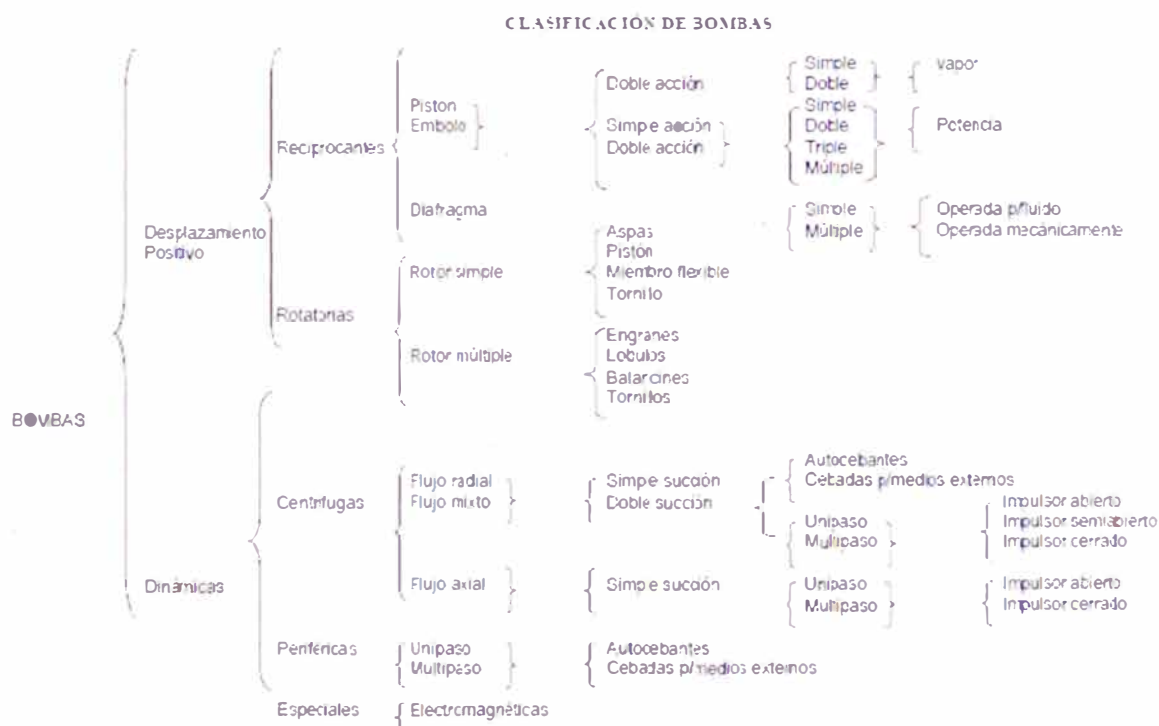 CLASIFICACIÓN DE BOMBAS
BOMBAS
Desplazamiento
Positivo
Reciprocantes
Piston
Embolo
Doble acción
Simple
Doble
Vapor
Simple acción
Doble acción
Simple
Doble
Triple
Múltiple
Potencia
Diafragma
Simple
Múltiple
Operada p/fluido
Operada mecánicamente
Rotatorias
Rotor simple
Aspas
Pistón
Miembro flexible
Tornillo
Rotor múltiple
Engranes
Lobulos
Balancines
Tornillos
Dinámicas
Centrifugas
Flujo radial
Flujo mixto
Simple succión
Doble succión
Autocebantes
Cebadas p/medios externos
Unipaso
Multipaso
Impulsor abierto
Impulsor semiabierto
Impulsor cerrado
Flujo axial
Simple succión
Unipaso
Multipaso
Impulsor abierto
Impulsor cerrado
Periféricas
Unipaso
Multipaso
Autocebantes
Cebadas p/medios externos
Especiales
Electromagnéticas